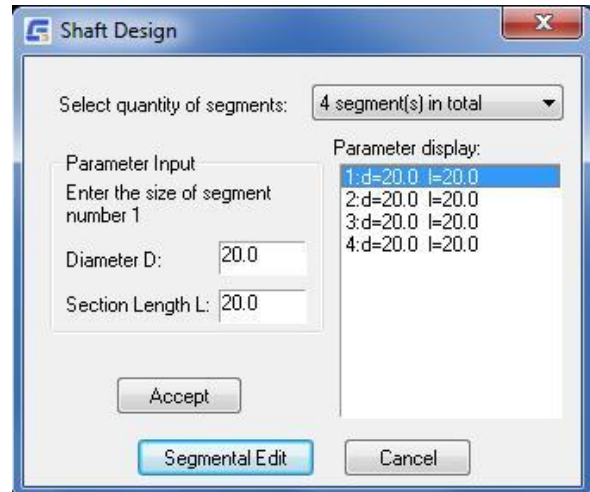 Shaft Design
Select quantity of segments:
4 segment(s) in total
Parameter Input
Enter the size of segment
number 1
Diameter D:
20.0
Section Length L:
20.0
Parameter display:
1:d=20.0 l=20.0
2:d=20.0 l=20.0
3:d=20.0 l=20.0
4:d=20.0 l=20.0
Accept
Segmental Edit
Cancel